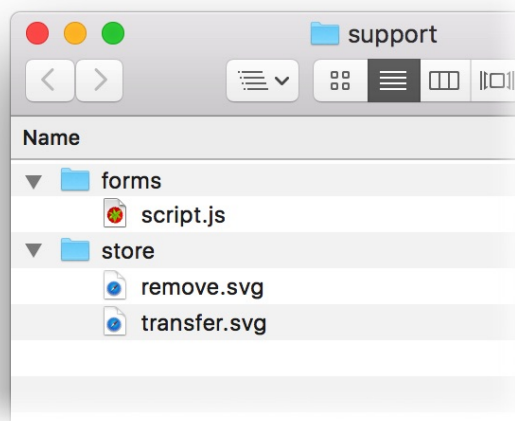 support
Name
forms
script.js
store
remove.svg
transfer.svg